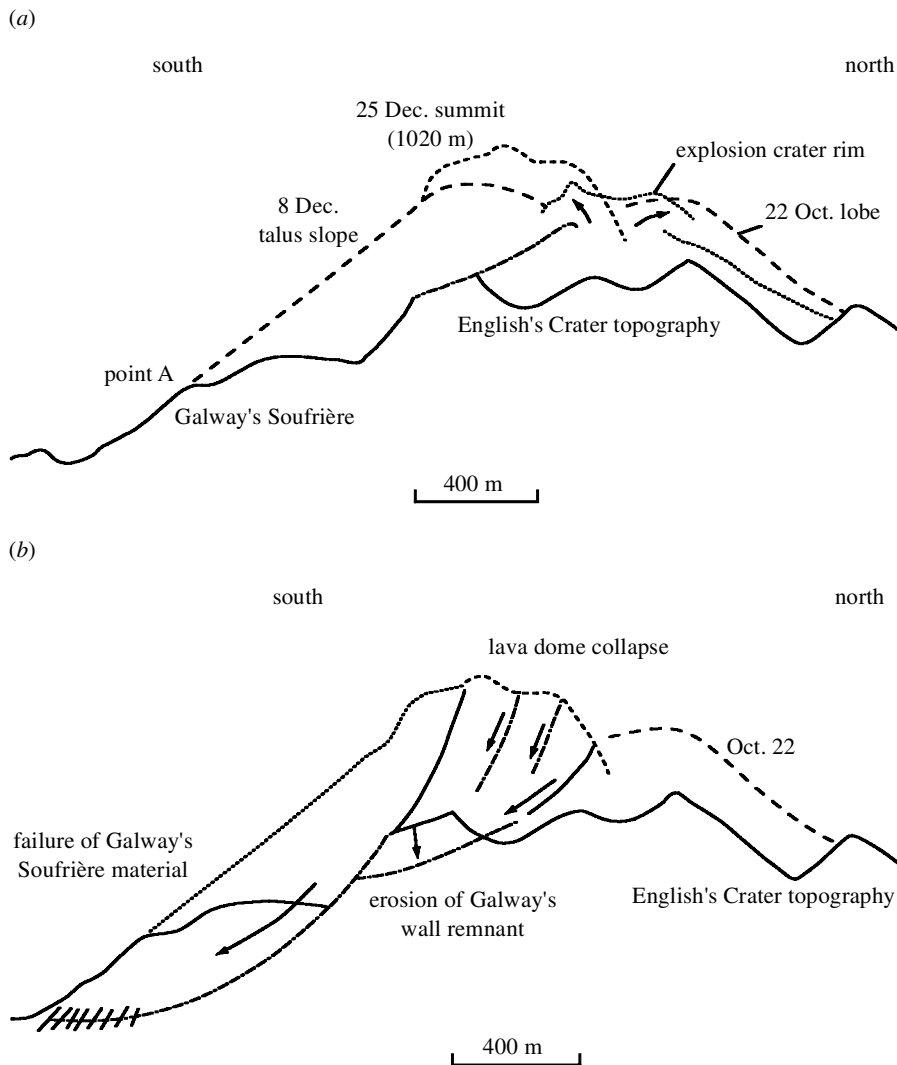 (a)
south
north
25 Dec. summit
(1020 m)
explosion crater rim
8 Dec.
talus slope
22 Oct. lobe
English's Crater topography
point A
Galway's Soufrière
400 m
(b)
south
north
lava dome collapse
Oct. 22
failure of Galway's
Soufrière material
erosion of Galway's
wall remnant
English's Crater topography
400 m